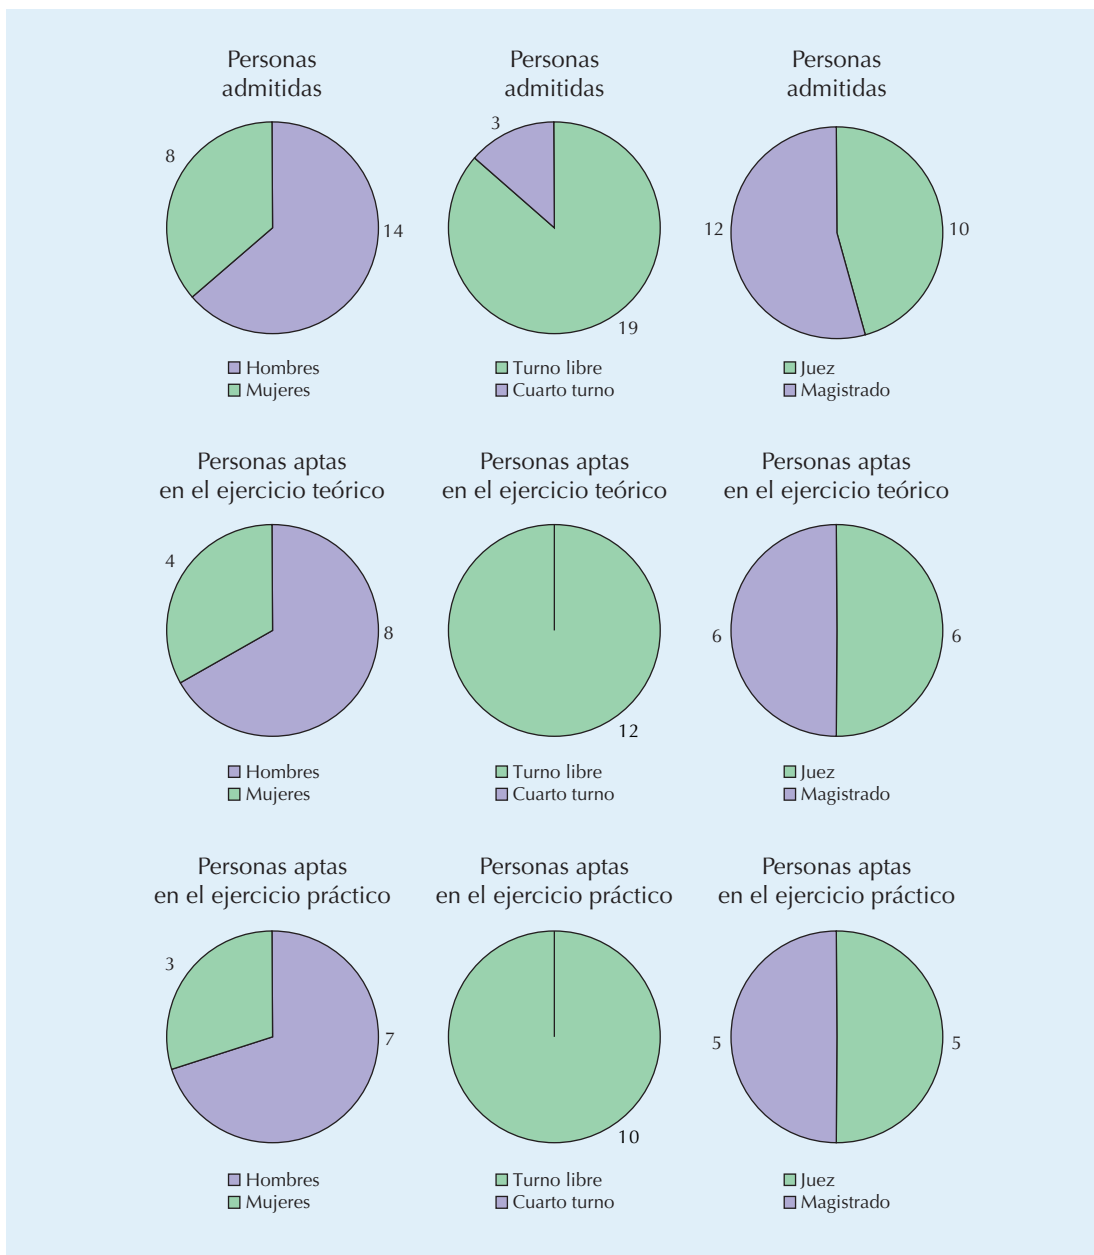 Personas
admitidas
8
14
Hombres
Mujeres
Personas
admitidas
3
19
Turno libre
Cuarto turno
Personas
admitidas
12
10
Juez
Magistrado
Personas aptas
en el ejercicio teórico
4
8
Hombres
Mujeres
Personas aptas
en el ejercicio teórico
12
Turno libre
Cuarto turno
Personas aptas
en el ejercicio teórico
6
6
Juez
Magistrado
Personas aptas
en el ejercicio práctico
3
7
Hombres
Mujeres
Personas aptas
en el ejercicio práctico
10
Turno libre
Cuarto turno
Personas aptas
en el ejercicio práctico
5
5
Juez
Magistrado